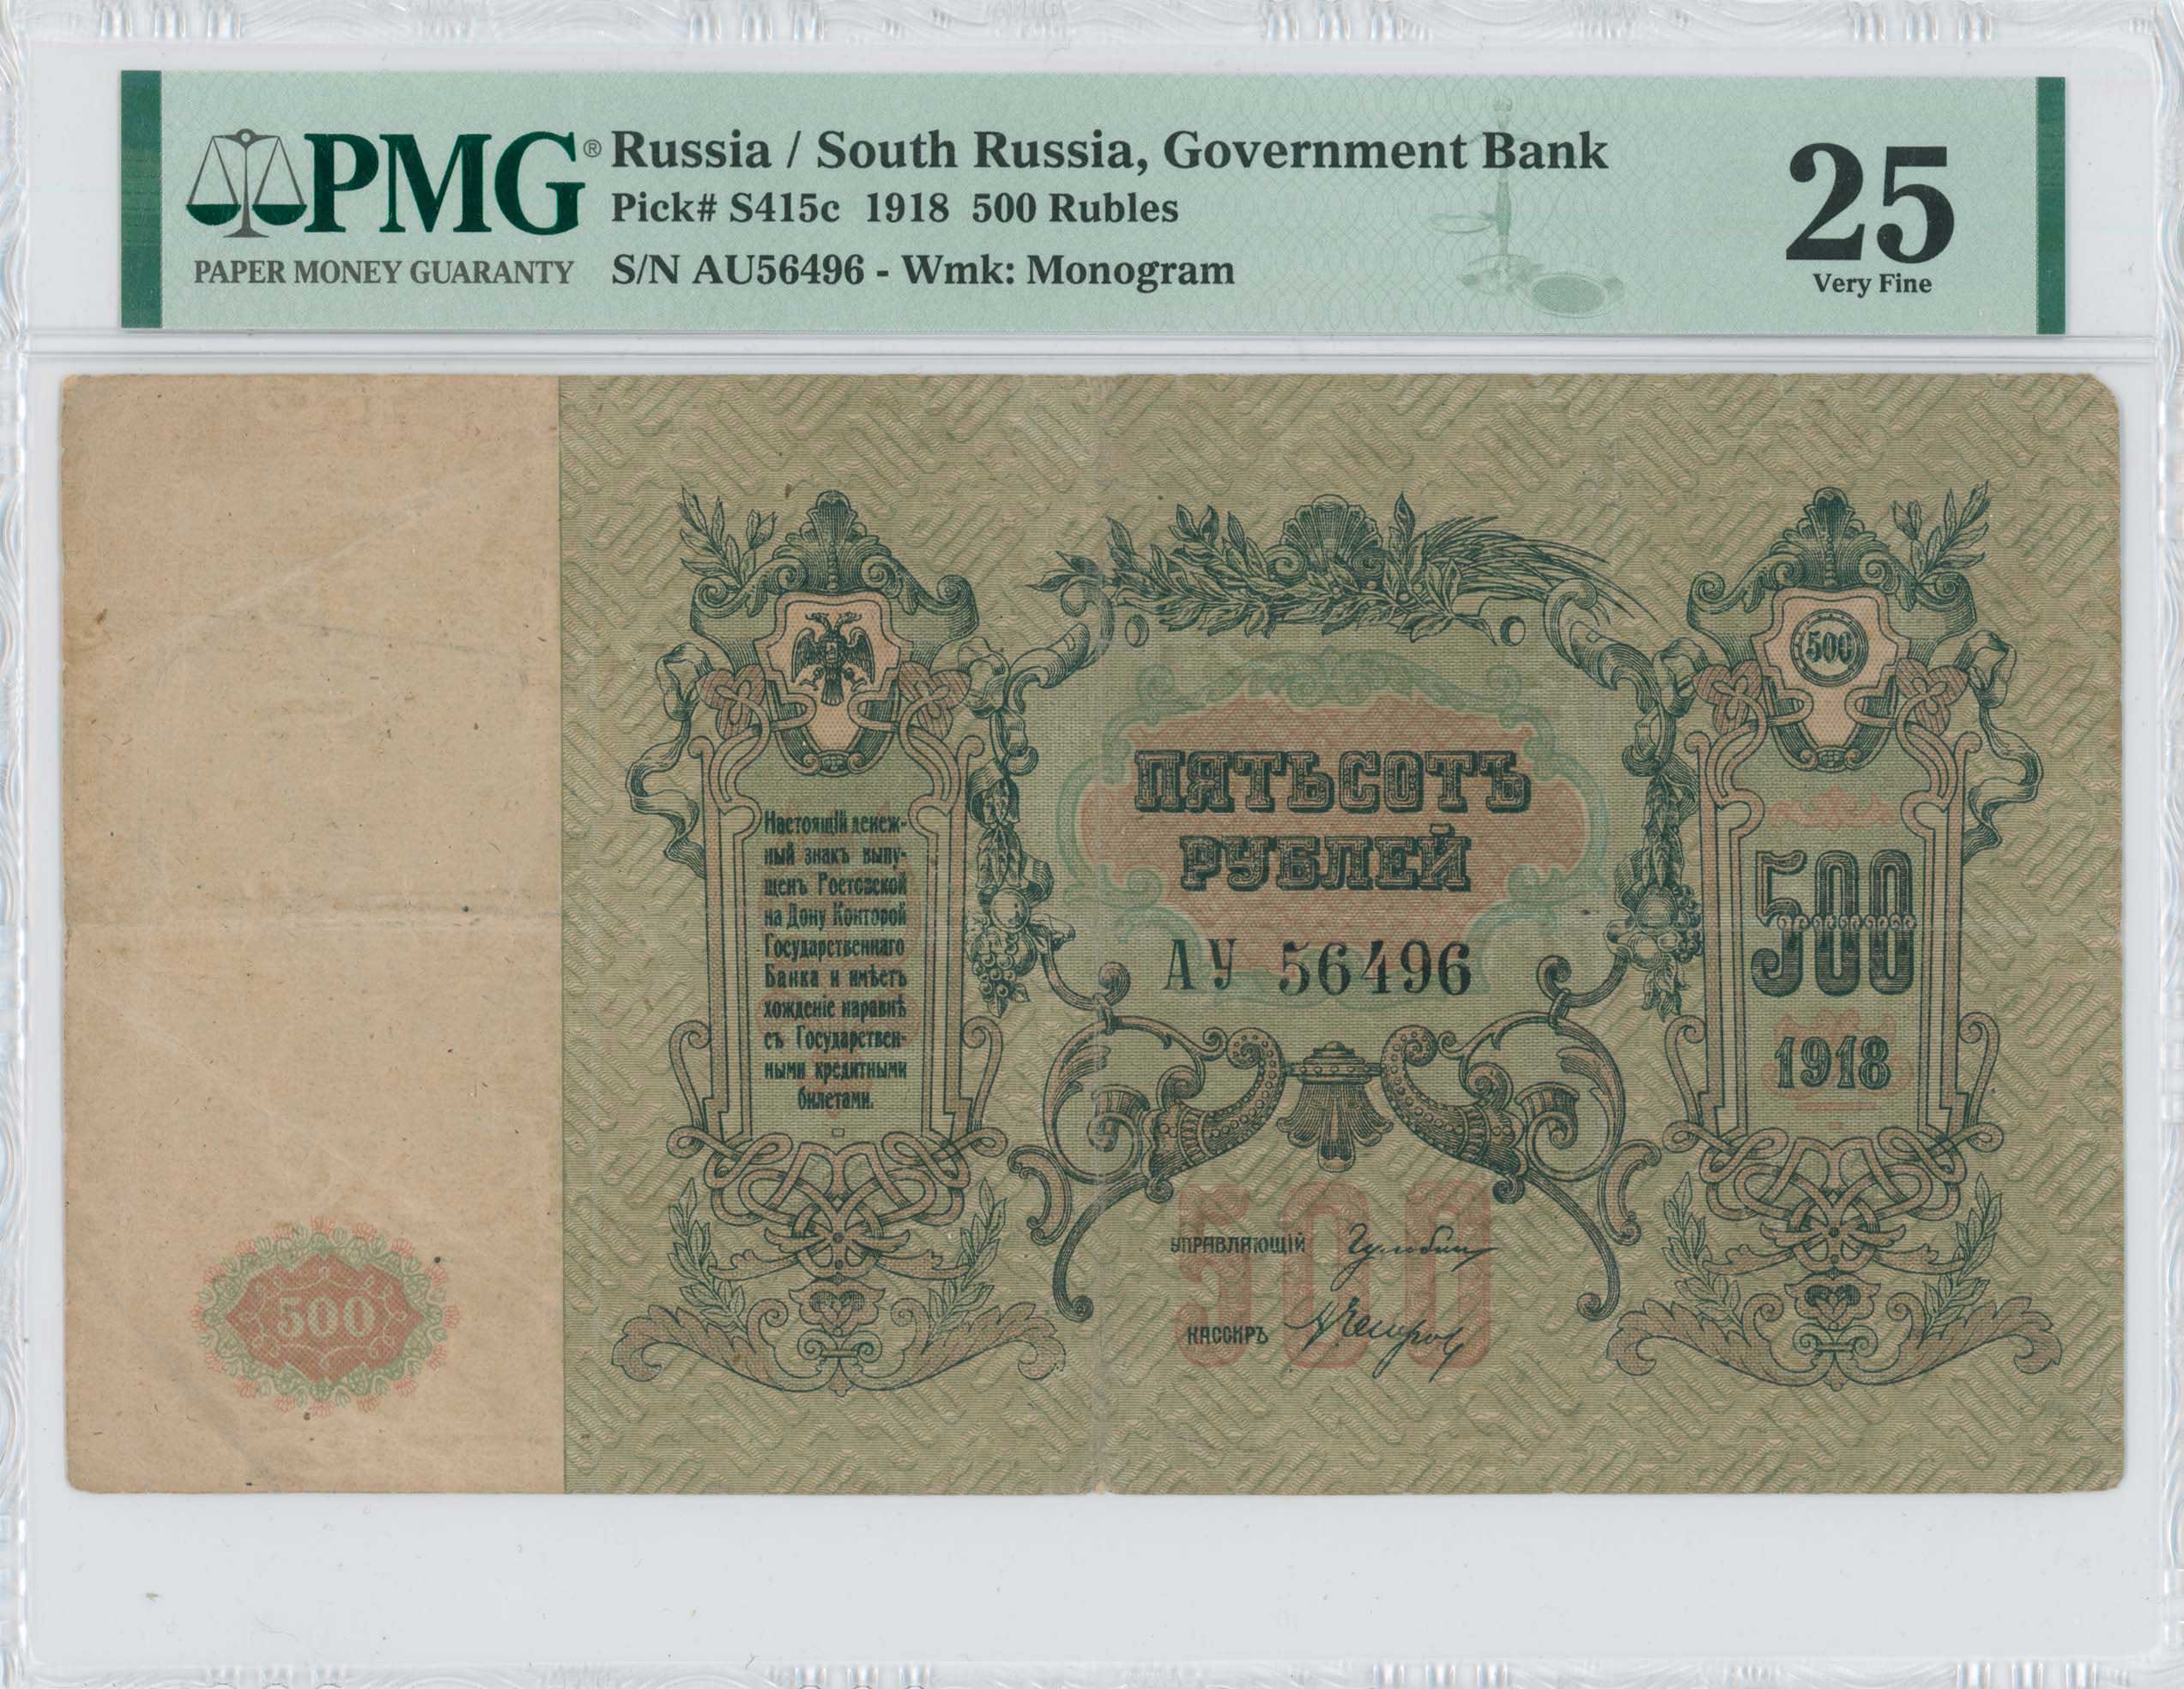 PMG® Russia / South Russia, Government Bank
Pick# S415c 1918 500 Rubles
PAPER MONEY GUARANTY S/N AU56496 - Wmk: Monogram
25
Very Fine
500
Настоящій денеж-
ный знакъ выпу-
щенъ Ростовской
на Дону Конторой
Государственнаго
Банка и имѣетъ
хожденіе наравнѣ
съ Государствен-
ными кредитными
билетами.
ПЯТЬСОТЪ
РУБЛЕЙ
АУ 56496
500
УПРАВЛЯЮЩІЙ
КАССИРЪ
500
500
1918